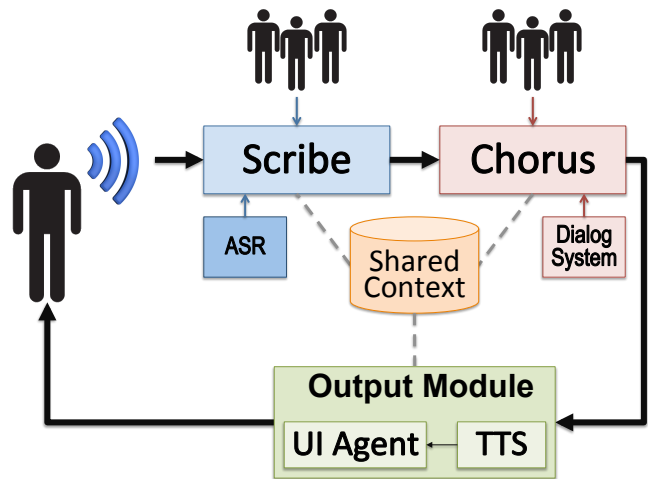 Scribe
Chorus
ASR
Shared
Context
Dialog
System
Output Module
UI Agent
TTS